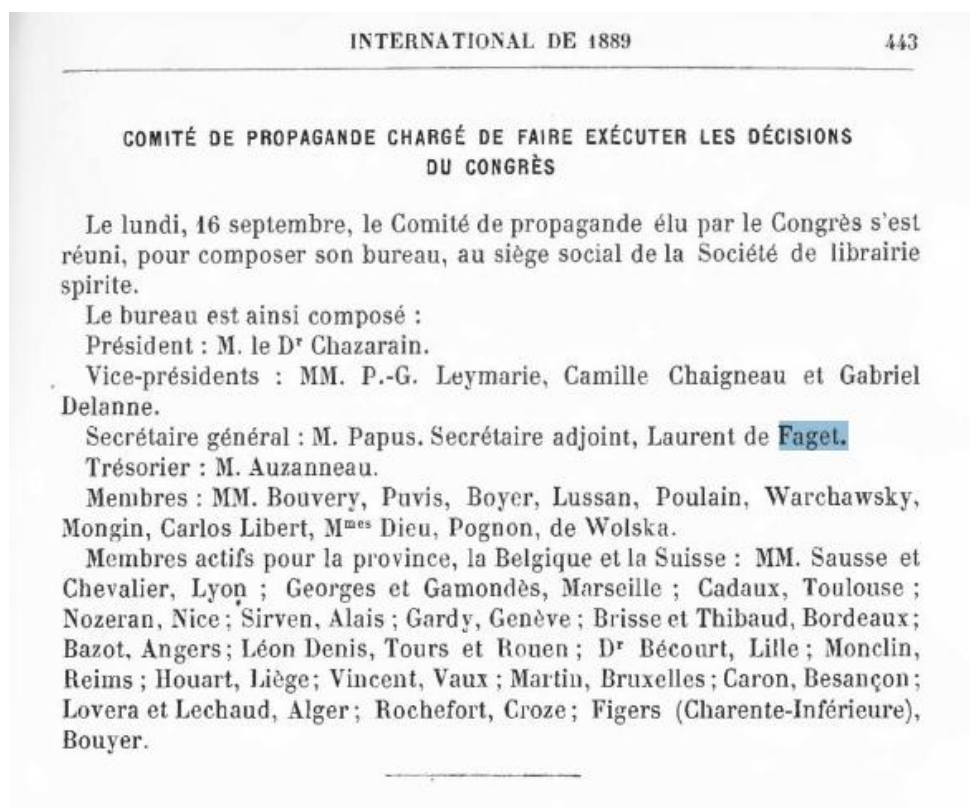 INTERNATIONAL DE 1889 443
COMITÉ DE PROPAGANDE CHARGÉ DE FAIRE EXÉCUTER LES DÉCISIONS
DU CONGRÈS
Le lundi, 16 septembre, le Comité de propagande élu par le Congrès s'est
réuni, pour composer son bureau, au siège social de la Société de librairie
spirite.
Le bureau est ainsi composé :
Président : M. le Dʳ Chazarain.
Vice-présidents : MM. P.-G. Leymarie, Camille Chaigneau et Gabriel
Delanne.
Secrétaire général : M. Papus. Secrétaire adjoint, Laurent de Faget.
Trésorier : M. Auzanneau.
Membres : MM. Bouvery, Puvis, Boyer, Lussan, Poulain, Warchawsky,
Mongin, Carlos Libert, Mᵐᵉˢ Dieu, Pognon, de Wolska.
Membres actifs pour la province, la Belgique et la Suisse : MM. Sausse et
Chevalier, Lyon ; Georges et Gamondès, Marseille ; Cadaux, Toulouse ;
Nozeran, Nice ; Sirven, Alais ; Gardy, Genève ; Brisse et Thibaud, Bordeaux ;
Bazot, Angers ; Léon Denis, Tours et Rouen ; Dʳ Bécourt, Lille ; Monclin,
Reims ; Houart, Liège ; Vincent, Vaux ; Martin, Bruxelles ; Caron, Besançon ;
Lovera et Lechaud, Alger ; Rochefort, Croze ; Figers (Charente-Inférieure),
Bouyer.